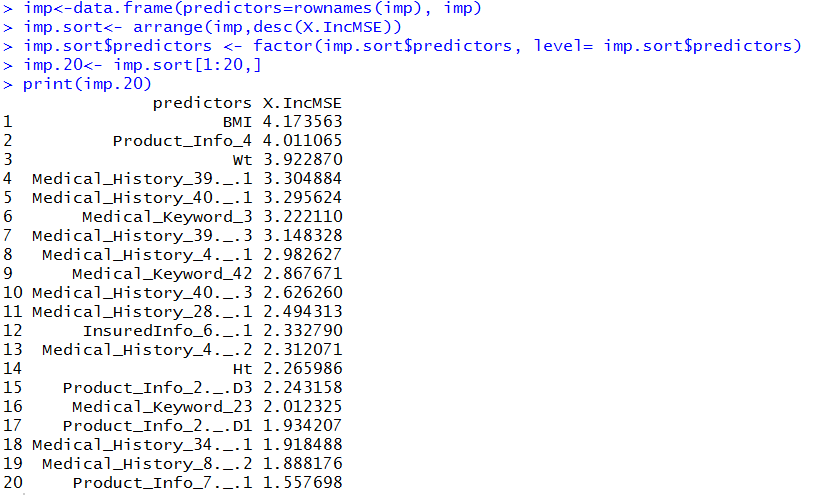 > imp<-data.frame(predictors=rownames(imp), imp)
> imp.sort<- arrange(imp,desc(X.IncMSE))
> imp.sort$predictors <- factor(imp.sort$predictors, level= imp.sort$predictors)
> imp.20<- imp.sort[1:20,]
> print(imp.20)
predictors X.IncMSE
1 BMI 4.173563
2 Product_Info_4 4.011065
3 Wt 3.922870
4 Medical_History_39._.1 3.304884
5 Medical_History_40._.1 3.295624
6 Medical_Keyword_3 3.222110
7 Medical_History_39._.3 3.148328
8 Medical_History_4._.1 2.982627
9 Medical_Keyword_42 2.867671
10 Medical_History_40._.3 2.626260
11 Medical_History_28._.1 2.494313
12 InsuredInfo_6._.1 2.332790
13 Medical_History_4._.2 2.312071
14 Ht 2.265986
15 Product_Info_2._.D3 2.243158
16 Medical_Keyword_23 2.012325
17 Product_Info_2._.D1 1.934207
18 Medical_History_34._.1 1.918488
19 Medical_History_8._.2 1.888176
20 Product_Info_7._.1 1.557698